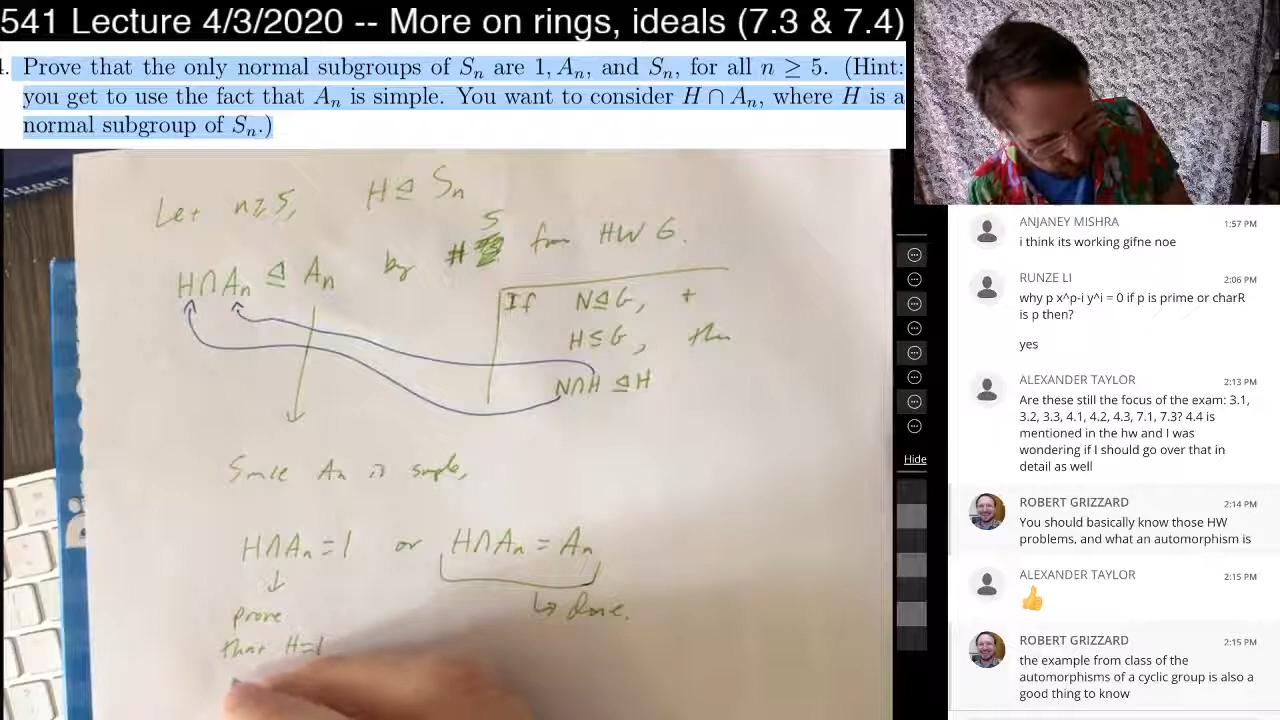 541 Lecture 4/3/2020 -- More on rings, ideals (7.3 & 7.4)
Prove that the only normal subgroups of Sn are 1, An, and Sn, for all n ≥ 5. (Hint:
you get to use the fact that An is simple. You want to consider H ∩ An, where H is a
normal subgroup of Sn.)
Let n≥5, H ⊴ Sn
H∩An ⊴ An by #5 from HW 6.
If N⊴G, +
H≤G, then
N∩H ⊴ H
Since An is simple,
H∩An = 1 or H∩An = An
↓
prove
that H=1
↳ done.
ANJANEY MISHRA 1:57 PM
i think its working gifne noe
RUNZE LI 2:06 PM
why p x^p-i y^i = 0 if p is prime or charR
is p then?
yes
ALEXANDER TAYLOR 2:13 PM
Are these still the focus of the exam: 3.1,
3.2, 3.3, 4.1, 4.2, 4.3, 7.1, 7.3? 4.4 is
mentioned in the hw and I was
wondering if I should go over that in
detail as well
ROBERT GRIZZARD 2:14 PM
You should basically know those HW
problems, and what an automorphism is
ALEXANDER TAYLOR 2:15 PM
👍
ROBERT GRIZZARD 2:15 PM
the example from class of the
automorphisms of a cyclic group is also a
good thing to know
Hide